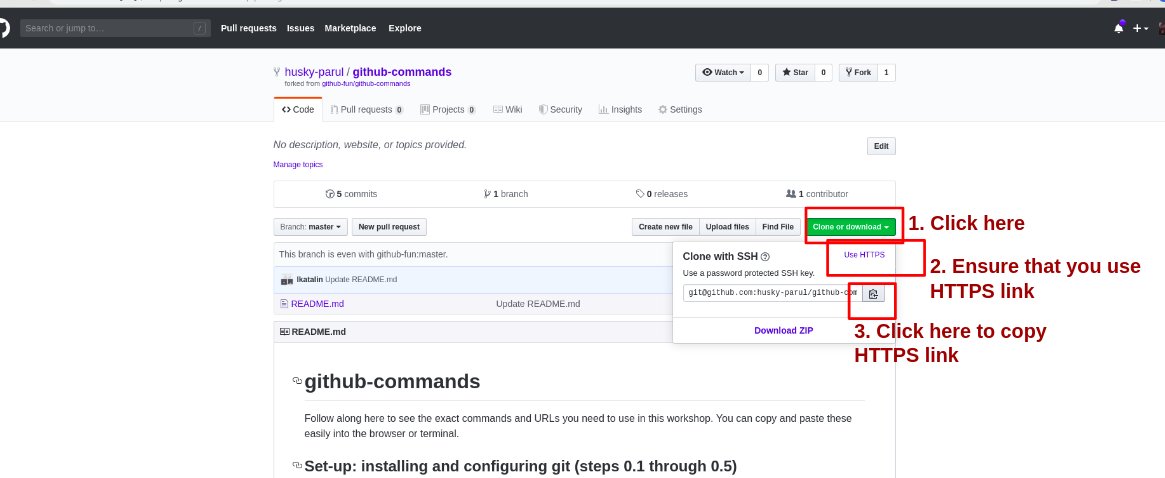 Search or jump to…
/
Pull requests Issues Marketplace Explore
husky-parul / github-commands
forked from github-fun/github-commands
Watch 0 Star 0 Fork 1
Code Pull requests 0 Projects 0 Wiki Security Insights Settings
No description, website, or topics provided.
Edit
Manage topics
5 commits 1 branch 0 releases 1 contributor
Branch: master New pull request Create new file Upload files Find File Clone or download
1. Click here
This branch is even with github-fun:master.
Clone with SSH Use HTTPS
2. Ensure that you use
HTTPS link
Use a password protected SSH key.
lkatalin Update README.md
git@github.com:husky-parul/github-com
README.md Update README.md
Download ZIP
3. Click here to copy
HTTPS link
README.md
github-commands
Follow along here to see the exact commands and URLs you need to use in this workshop. You can copy and paste these
easily into the browser or terminal.
Set-up: installing and configuring git (steps 0.1 through 0.5)